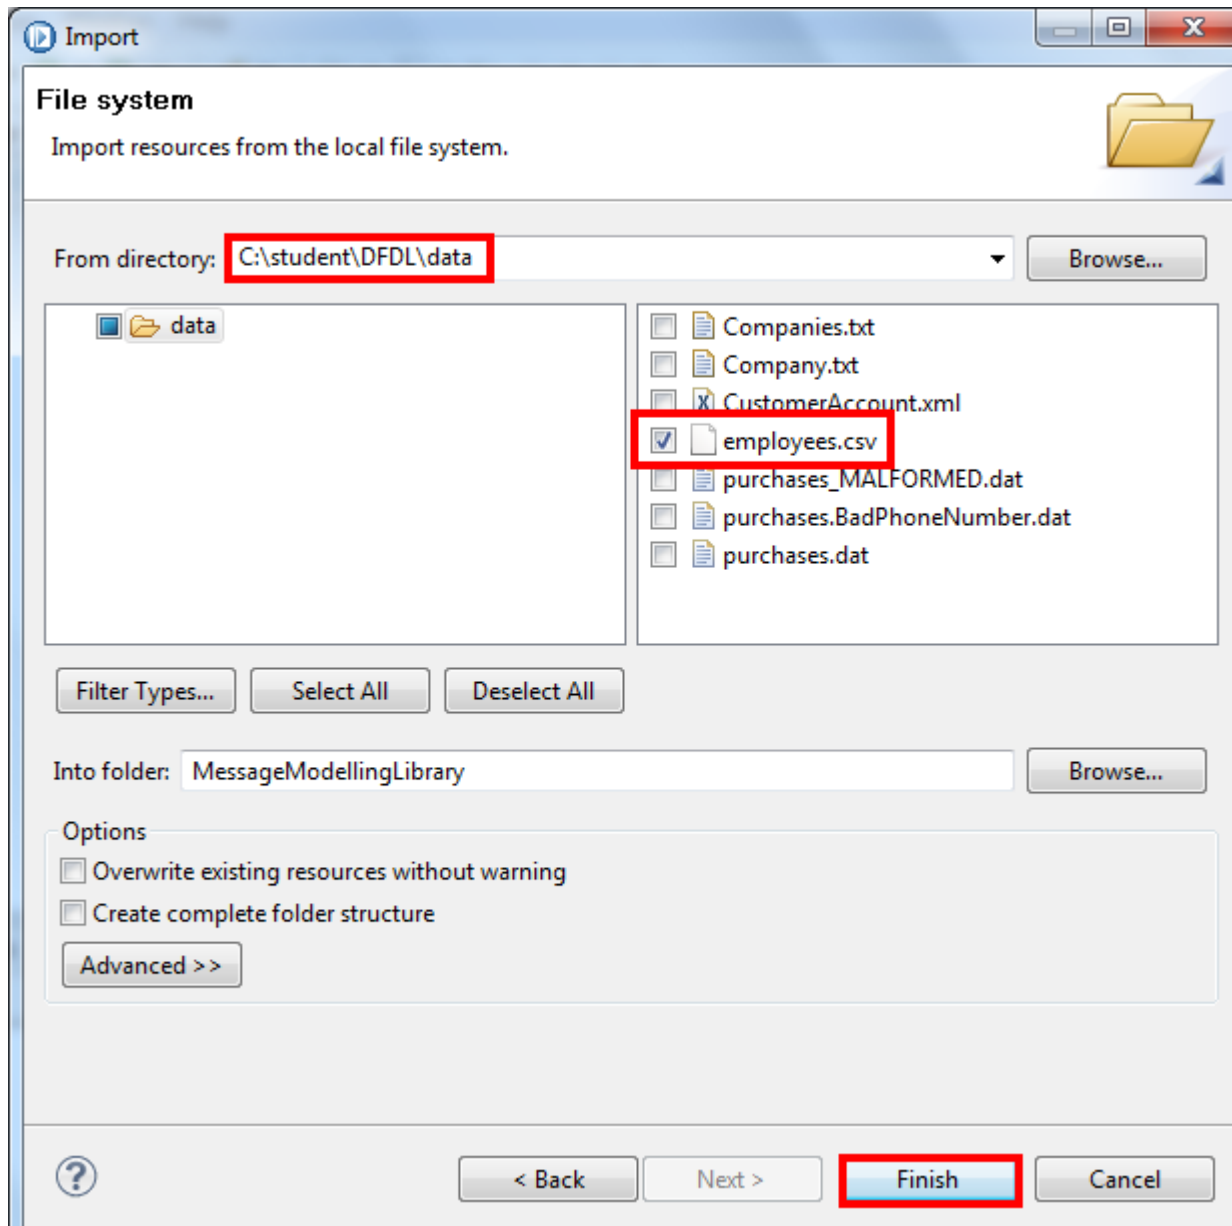 Import
File system
Import resources from the local file system.
From directory: C:\student\DFDL\data Browse...
data
Companies.txt
Company.txt
CustomerAccount.xml
employees.csv
purchases_MALFORMED.dat
purchases.BadPhoneNumber.dat
purchases.dat
Filter Types... Select All Deselect All
Into folder: MessageModellingLibrary Browse...
Options
Overwrite existing resources without warning
Create complete folder structure
Advanced >>
< Back Next > Finish Cancel